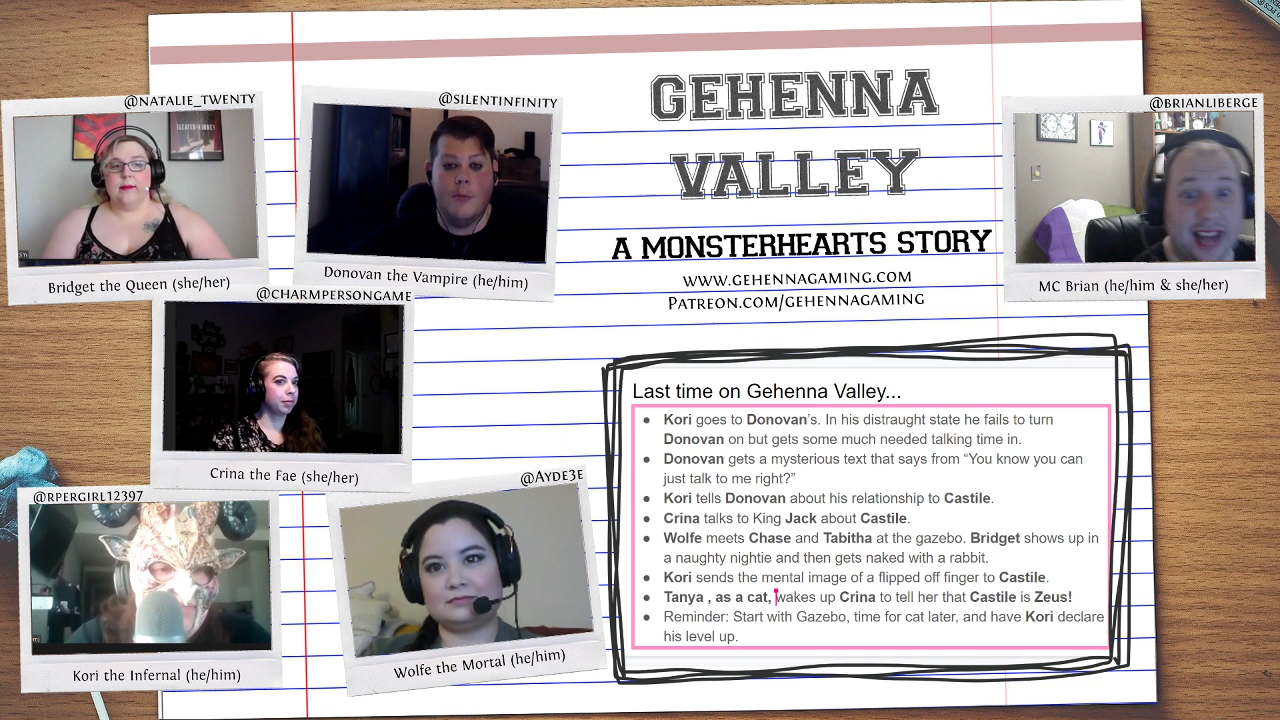 @NATALIE_TWENTY
SLEATER-KINNEY
Bridget the Queen (she/her)
@SILENTINFINITY
Donovan the Vampire (he/him)
GEHENNA
VALLEY
A MONSTERHEARTS STORY
WWW.GEHENNAGAMING.COM
PATREON.COM/GEHENNAGAMING
@BRIANLIBERGE
MC Brian (he/him & she/her)
@CHARMPERSONGAME
Crina the Fae (she/her)
@RPERGIRL12397
Kori the Infernal (he/him)
@AYDE3E
Wolfe the Mortal (he/him)
Last time on Gehenna Valley...
● Kori goes to Donovan's. In his distraught state he fails to turn
Donovan on but gets some much needed talking time in.
● Donovan gets a mysterious text that says from “You know you can
just talk to me right?”
● Kori tells Donovan about his relationship to Castile.
● Crina talks to King Jack about Castile.
● Wolfe meets Chase and Tabitha at the gazebo. Bridget shows up in
a naughty nightie and then gets naked with a rabbit.
● Kori sends the mental image of a flipped off finger to Castile.
● Tanya , as a cat, wakes up Crina to tell her that Castile is Zeus!
● Reminder: Start with Gazebo, time for cat later, and have Kori declare
his level up.